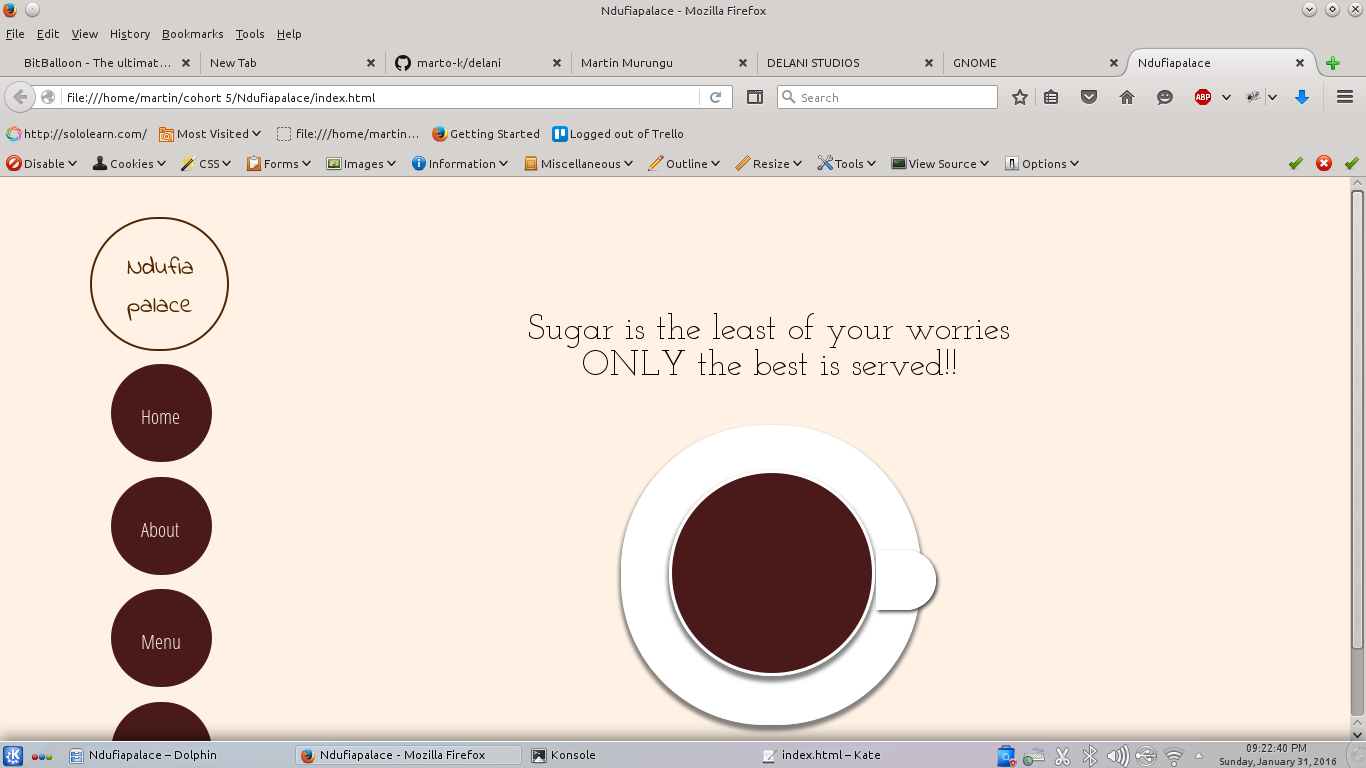 Ndufiapalace - Mozilla Firefox
File Edit View History Bookmarks Tools Help
BitBalloon - The ultimat... New Tab marto-k/delani Martin Murungu DELANI STUDIOS GNOME Ndufiapalace
file:///home/martin/cohort 5/Ndufiapalace/index.html Search ABP
http://sololearn.com/ Most Visited file:///home/martin... Getting Started Logged out of Trello
Disable Cookies CSS Forms Images Information Miscellaneous Outline Resize Tools View Source Options
Ndufia
palace
Home
About
Menu
Sugar is the least of your worries
ONLY the best is served!!
Ndufiapalace – Dolphin Ndufiapalace - Mozilla Firefox Konsole index.html – Kate
09:22:40 PM
Sunday, January 31, 2016